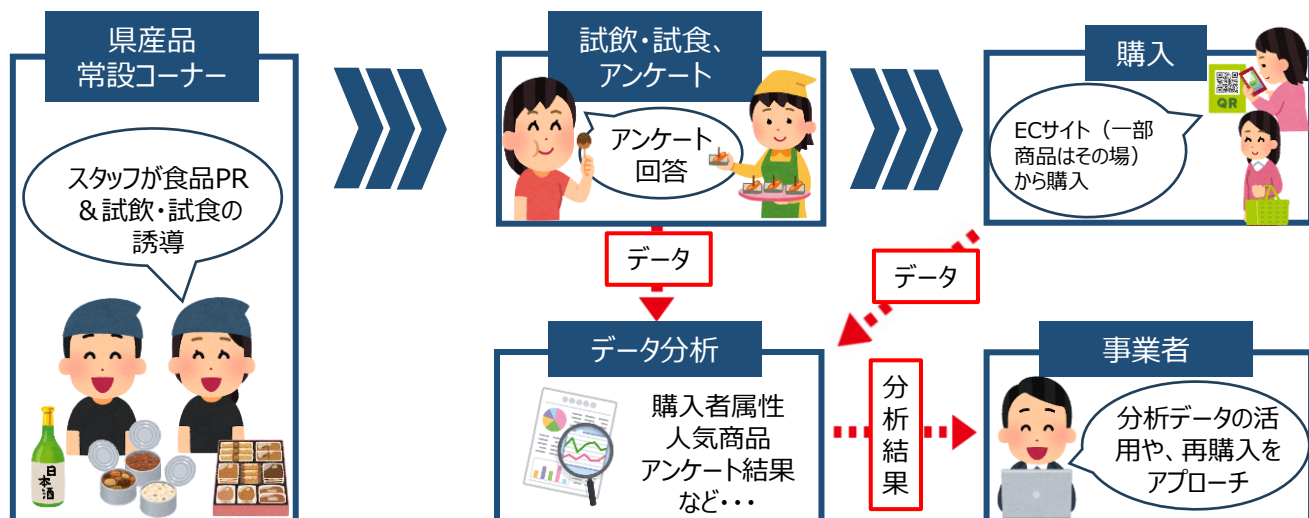 県産品
常設コーナー
スタッフが食品PR
&試飲・試食の
誘導
日本酒
試飲・試食、
アンケート
アンケート
回答
購入
QR
ECサイト（一部
商品はその場）
から購入
データ
データ
データ分析
購入者属性
人気商品
アンケート結果
など・・・
分析結果
事業者
分析データの活
用や、再購入を
アプローチ